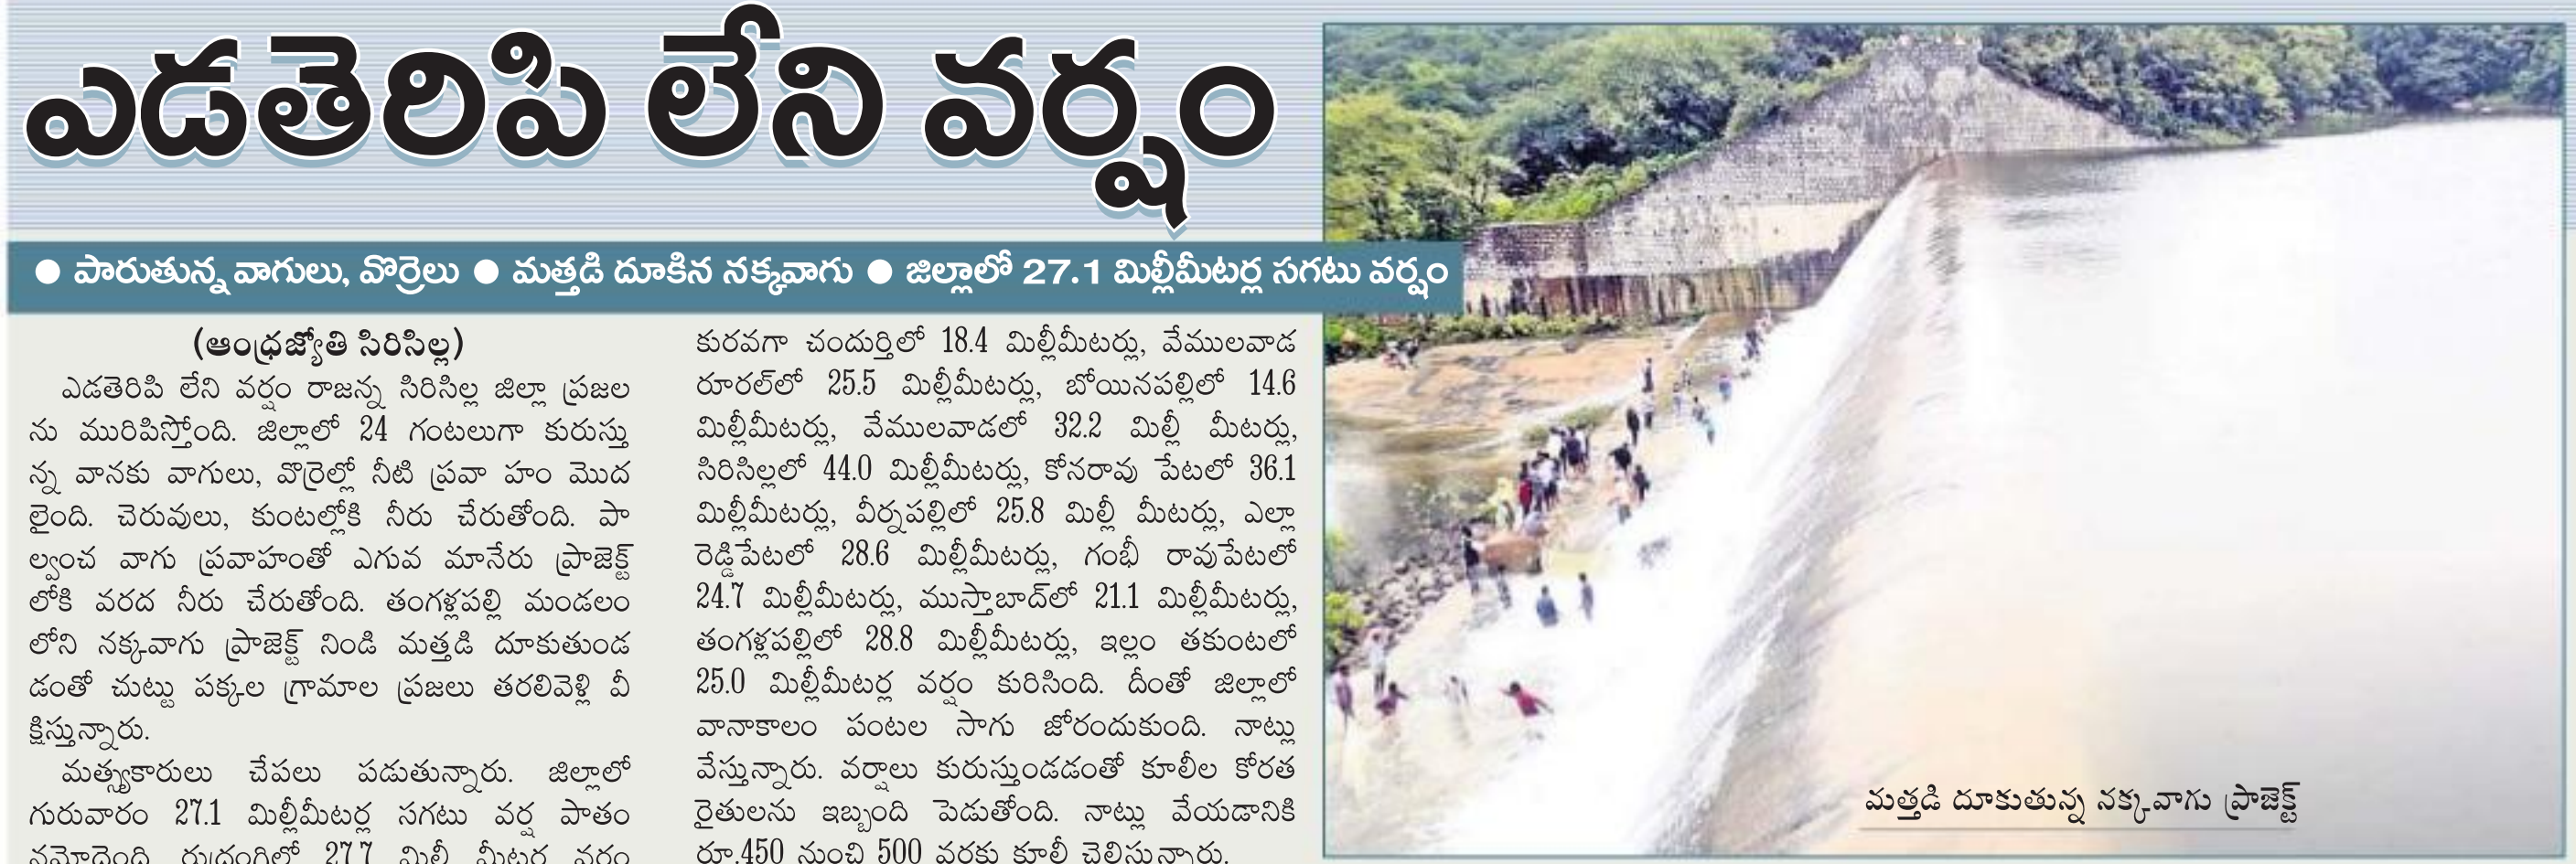 ఎడతెరిపి లేని వర్షం
● పారుతున్న వాగులు, వొర్రెలు ● మత్తడి దూకిన నక్కవాగు ● జిల్లాలో 27.1 మిల్లీమీటర్ల సగటు వర్షం
(ఆంధ్రజ్యోతి సిరిసిల్ల)
ఎడతెరిపి లేని వర్షం రాజన్న సిరిసిల్ల జిల్లా ప్రజల
ను మురిపిస్తోంది. జిల్లాలో 24 గంటలుగా కురుస్తు
న్న వానకు వాగులు, వొర్రెల్లో నీటి ప్రవా హం మొద
లైంది. చెరువులు, కుంటల్లోకి నీరు చేరుతోంది. పా
ల్వంచ వాగు ప్రవాహంతో ఎగువ మానేరు ప్రాజెక్ట్
లోకి వరద నీరు చేరుతోంది. తంగళ్లపల్లి మండలం
లోని నక్కవాగు ప్రాజెక్ట్ నిండి మత్తడి దూకుతుండ
డంతో చుట్టు పక్కల గ్రామాల ప్రజలు తరలివెళ్లి వీ
క్షిస్తున్నారు.
మత్స్యకారులు చేపలు పడుతున్నారు. జిల్లాలో
గురువారం 27.1 మిల్లీమీటర్ల సగటు వర్ష పాతం
నమోదైంది. రుద్రంగిలో 27.7 మిల్లీ మీటర్ల వర్షం
కురవగా చందుర్తిలో 18.4 మిల్లీమీటర్లు, వేములవాడ
రూరల్‌లో 25.5 మిల్లీమీటర్లు, బోయినపల్లిలో 14.6
మిల్లీమీటర్లు, వేములవాడలో 32.2 మిల్లీ మీటర్లు,
సిరిసిల్లలో 44.0 మిల్లీమీటర్లు, కోనరావు పేటలో 36.1
మిల్లీమీటర్లు, వీర్నపల్లిలో 25.8 మిల్లీ మీటర్లు, ఎల్లా
రెడ్డిపేటలో 28.6 మిల్లీమీటర్లు, గంభీ రావుపేటలో
24.7 మిల్లీమీటర్లు, ముస్తాబాద్‌లో 21.1 మిల్లీమీటర్లు,
తంగళ్లపల్లిలో 28.8 మిల్లీమీటర్లు, ఇల్లం తకుంటలో
25.0 మిల్లీమీటర్ల వర్షం కురిసింది. దీంతో జిల్లాలో
వానాకాలం పంటల సాగు జోరందుకుంది. నాట్లు
వేస్తున్నారు. వర్షాలు కురుస్తుండడంతో కూలీల కోరత
రైతులను ఇబ్బంది పెడుతోంది. నాట్లు వేయడానికి
రూ.450 నుంచి 500 వరకు కూలీ చెల్లిస్తున్నారు.
మత్తడి దూకుతున్న నక్కవాగు ప్రాజెక్ట్